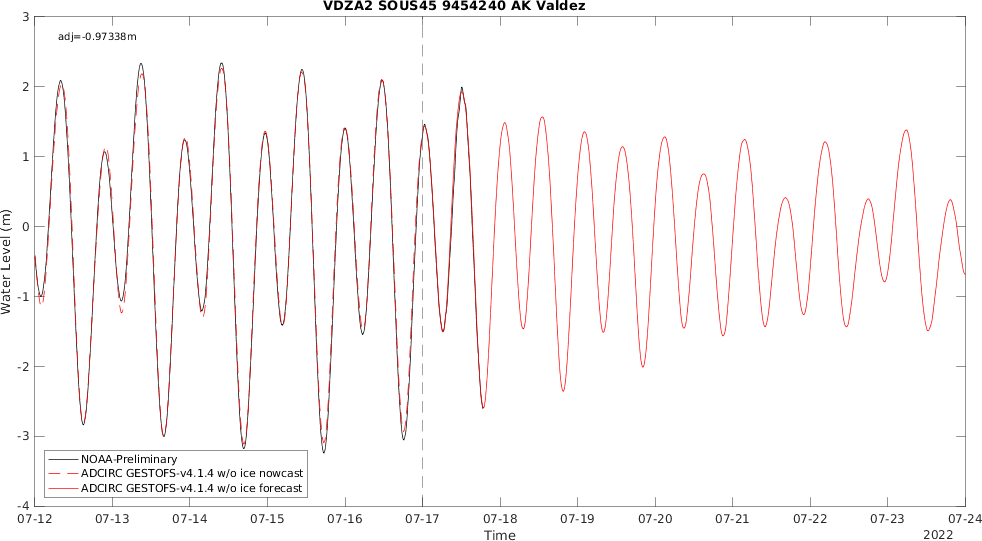 VDZA2 SOUS45 9454240 AK Valdez
adj=-0.97338m
3
2
1
0
-1
-2
-3
-4
Water Level (m)
NOAA-Preliminary
ADCIRC GESTOFS-v4.1.4 w/o ice nowcast
ADCIRC GESTOFS-v4.1.4 w/o ice forecast
07-12 07-13 07-14 07-15 07-16 07-17 07-18 07-19 07-20 07-21 07-22 07-23 07-24
Time
2022